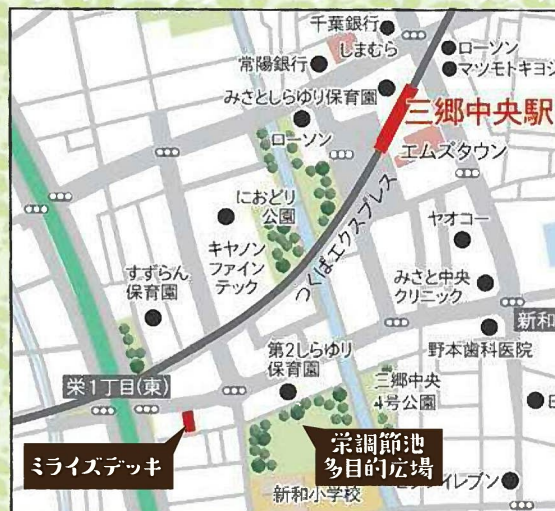 千葉銀行
しまむら
ローソン
マツモトキヨシ
常陽銀行
みさとしらゆり保育園
三郷中央駅
ローソン
エムズタウン
におどり
公園
つくばエクスプレス
ヤオコー
キヤノン
ファイン
テック
すずらん
保育園
みさと中央
クリニック
新和
野本歯科医院
第2しらゆり
保育園
三郷中央
4号公園
栄1丁目(東)
ミライズデッキ
栄調節池
多目的広場
新和小学校